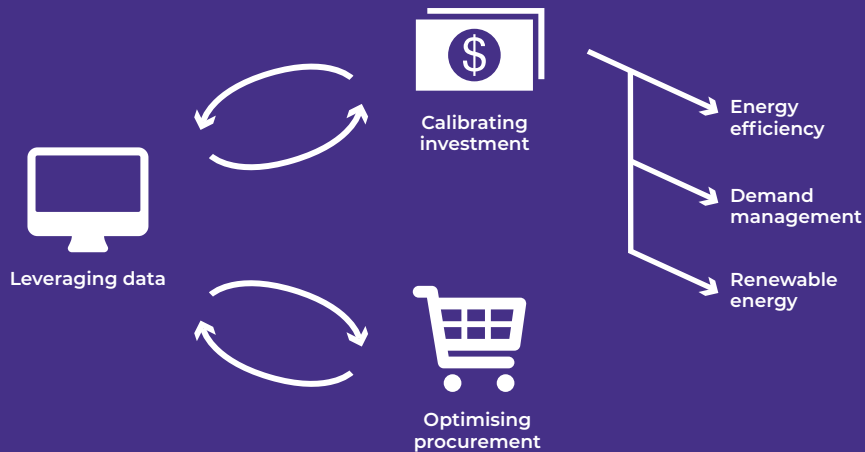 $
Calibrating
investment
Energy
efficiency
Demand
management
Renewable
energy
Leveraging data
Optimising
procurement